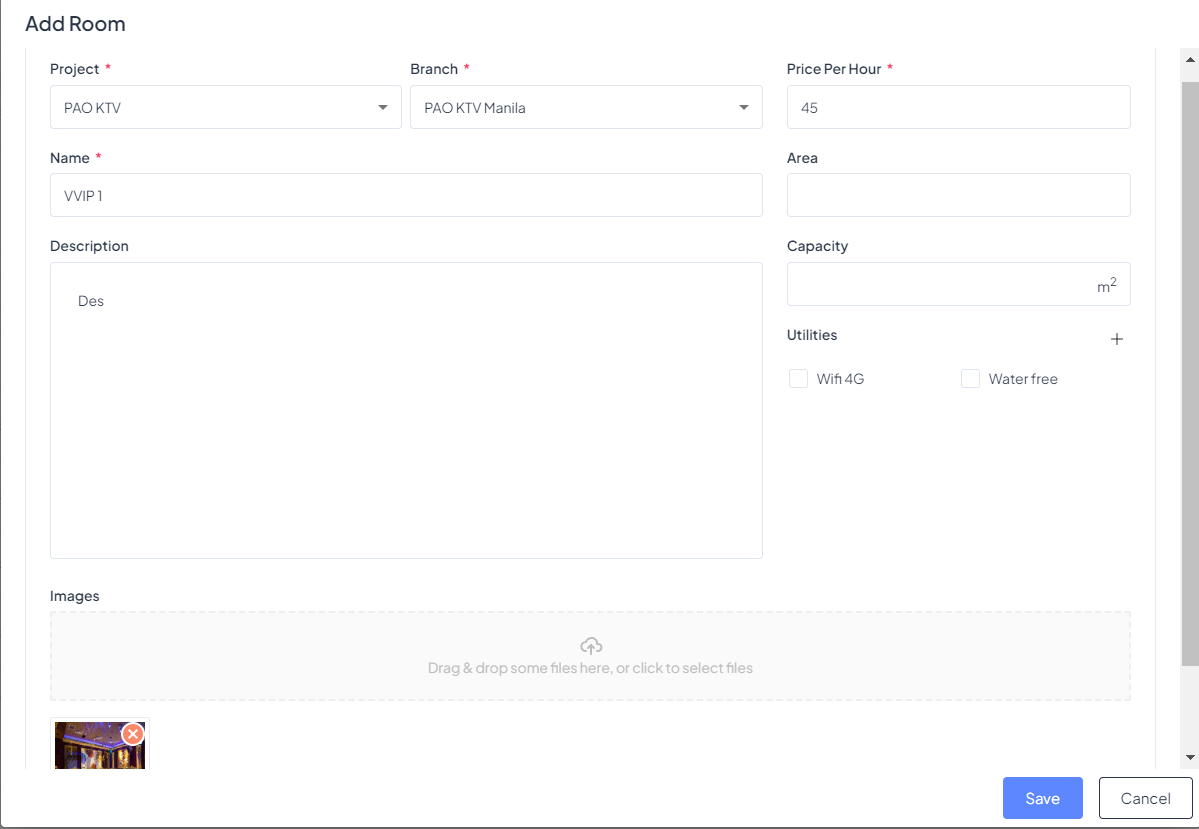 Add Room
Project *
Branch *
Price Per Hour *
PAO KTV
PAO KTV Manila
45
Name *
Area
VVIP 1
Description
Capacity
Des
m²
Utilities
+
Wifi 4G
Water free
Images
Drag & drop some files here, or click to select files
Save
Cancel